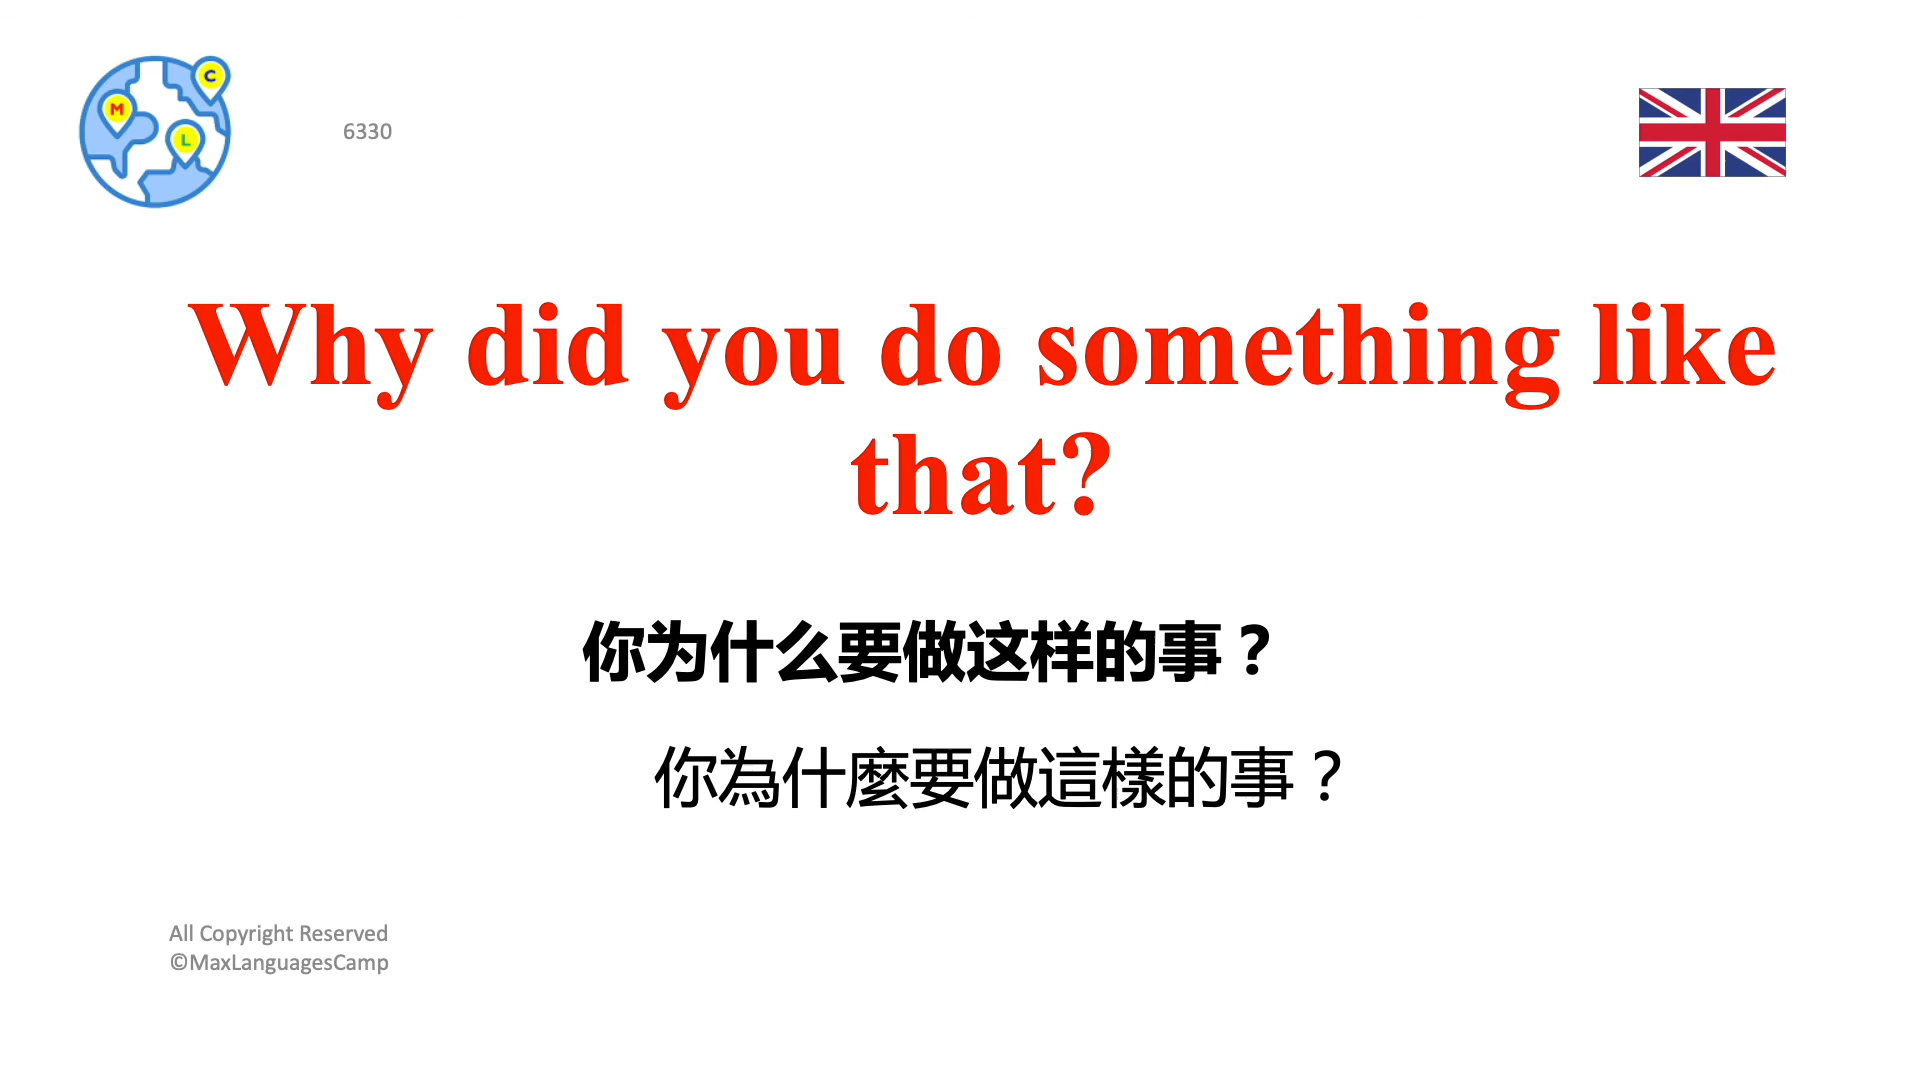 C
M
L
6330
Why did you do something like
that?
你为什么要做这样的事？
你為什麼要做這樣的事？
All Copyright Reserved
©MaxLanguagesCamp